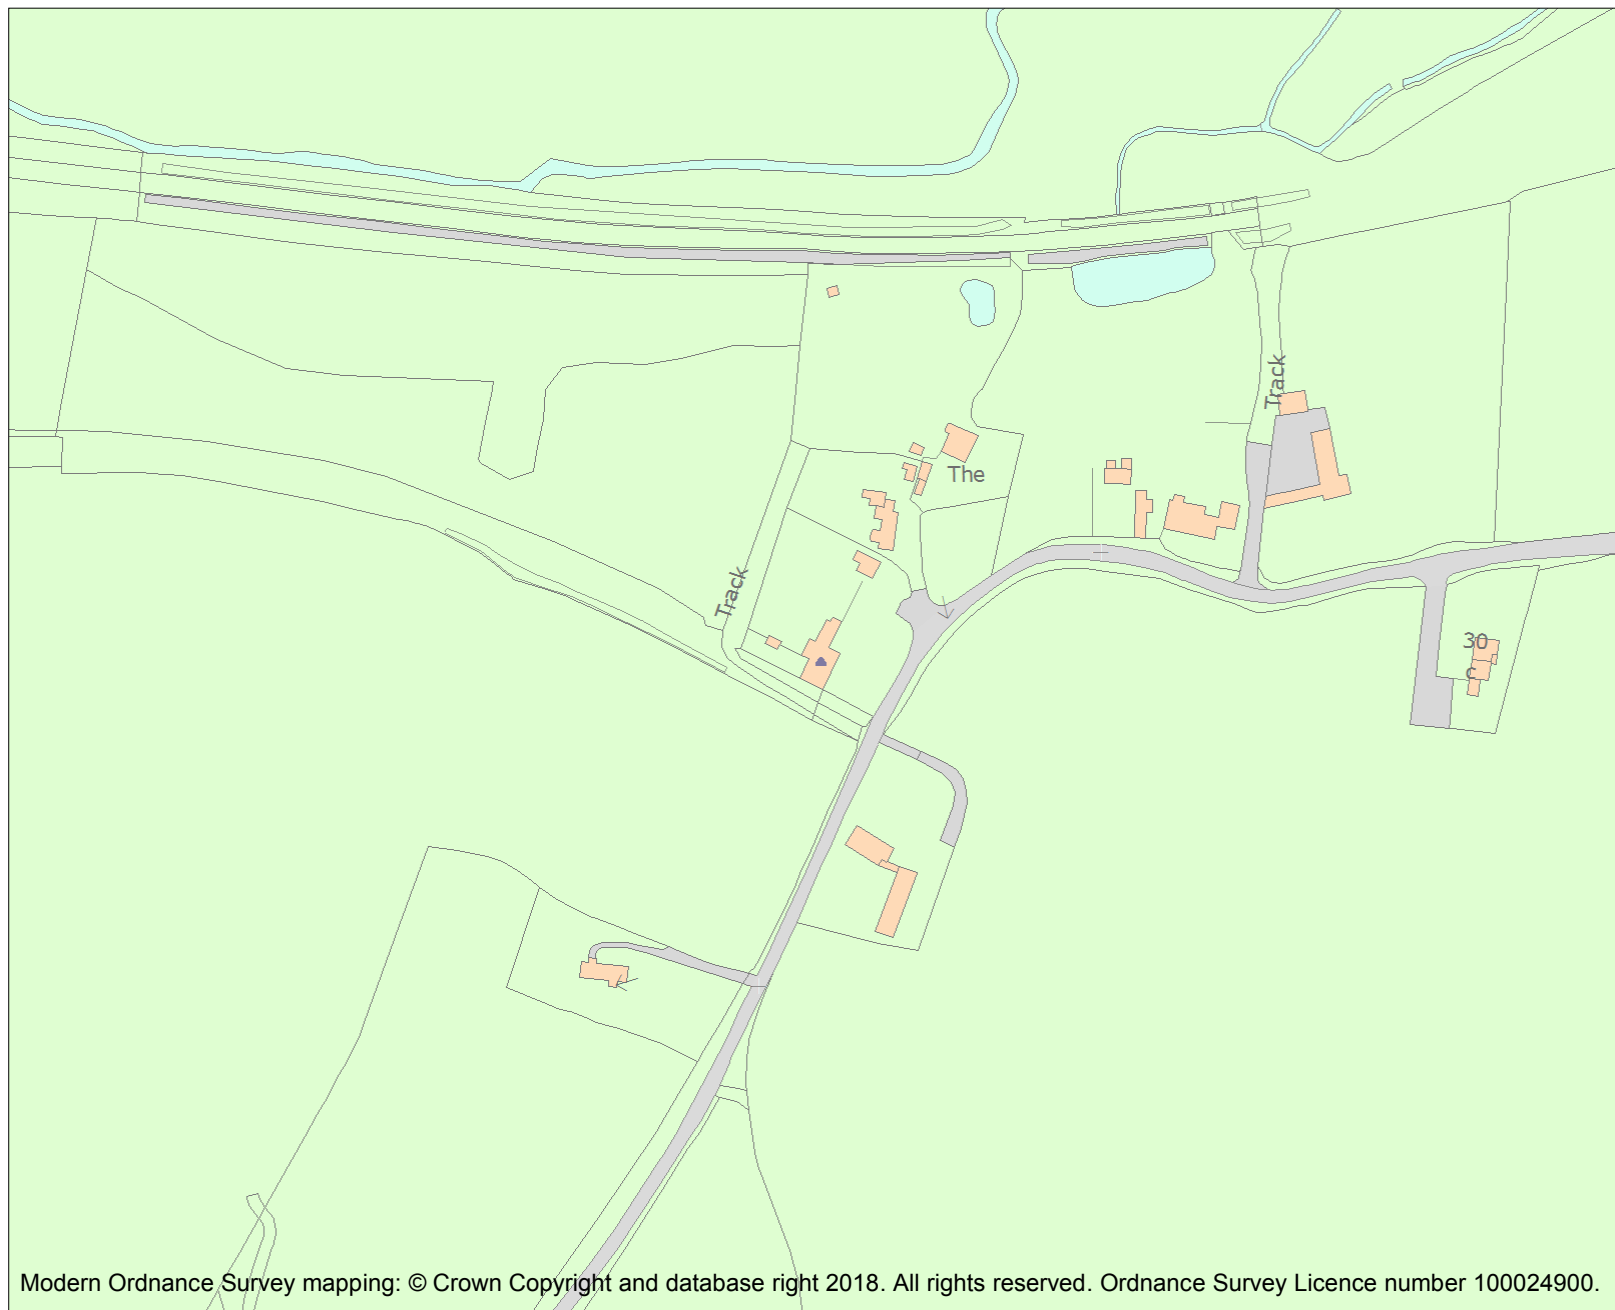 Track
The
Track
30
C
Modern Ordnance Survey mapping: © Crown Copyright and database right 2018. All rights reserved. Ordnance Survey Licence number 100024900.